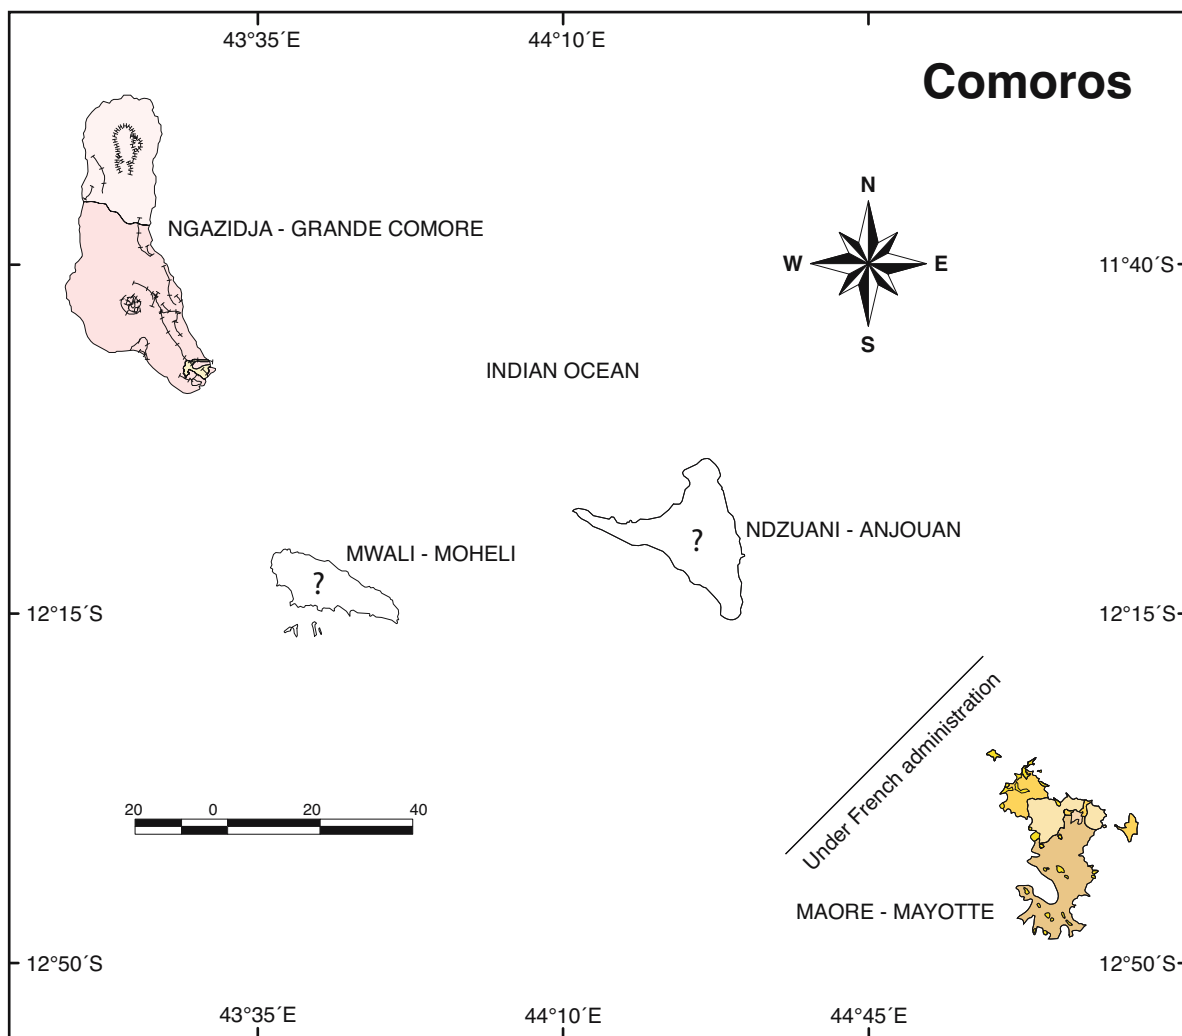 43°35´E
44°10´E
Comoros
N
NGAZIDJA - GRANDE COMORE
W
E
11°40´S
S
INDIAN OCEAN
NDZUANI - ANJOUAN
?
MWALI - MOHELI
?
12°15´S
12°15´S
Under French administration
20
0
20
40
MAORE - MAYOTTE
12°50´S
12°50´S
43°35´E
44°10´E
44°45´E